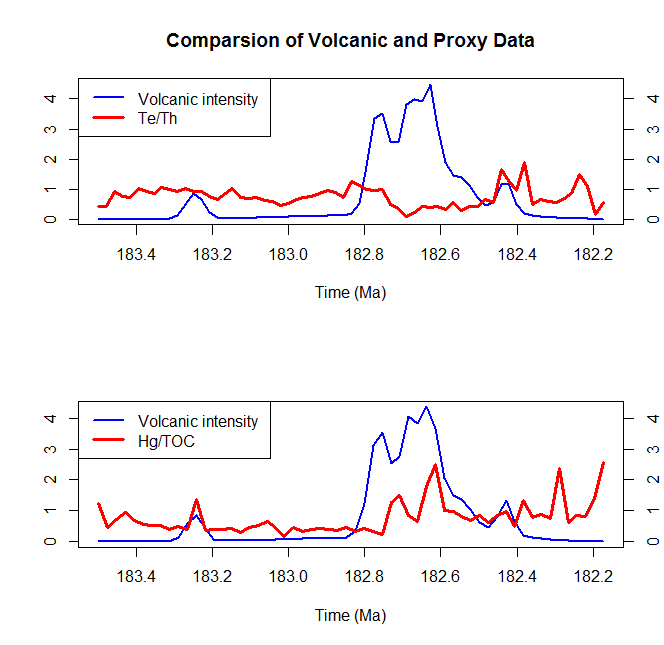 Comparsion of Volcanic and Proxy Data
Volcanic intensity
Te/Th
4 3 2 1 0
4 3 2 1 0
183.4 183.2 183.0 182.8 182.6 182.4 182.2
Time (Ma)
Volcanic intensity
Hg/TOC
4 3 2 1 0
4 3 2 1 0
183.4 183.2 183.0 182.8 182.6 182.4 182.2
Time (Ma)